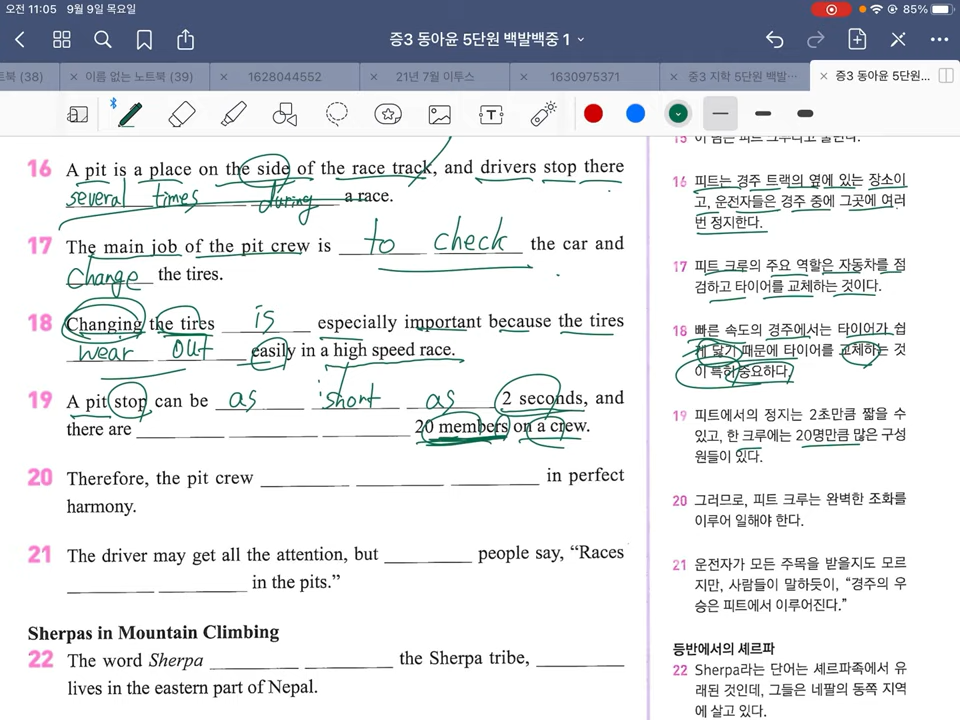 오전 11:05 9월 9일 목요일
85%
증3 동아윤 5단원 백발백중 1
트북 (38)
이름 없는 노트북 (39)
1628044552
21년 7월 이투스
1630975371
중3 지학 5단원 백발···
증3 동아윤 5단원...
16 A pit is a place on the side of the race track, and drivers stop there
several times during a race.
17 The main job of the pit crew is to check the car and
change the tires.
18 Changing the tires is especially important because the tires
wear out easily in a high speed race.
19 A pit stop can be as short as 2 seconds, and
there are ______ ______ ______ 20 members on a crew.
20 Therefore, the pit crew ______ ______ ______ in perfect
harmony.
21 The driver may get all the attention, but ______ people say, “Races
______ ______ in the pits.”
Sherpas in Mountain Climbing
22 The word Sherpa ______ ______ the Sherpa tribe, ______
lives in the eastern part of Nepal.
15
16 피트는 경주 트랙의 옆에 있는 장소이
고, 운전자들은 경주 중에 그곳에 여러
번 정지한다.
17 피트 크루의 주요 역할은 자동차를 점
검하고 타이어를 교체하는 것이다.
18 빠른 속도의 경주에서는 타이어가 쉽
게 닳기 때문에 타이어를 교체하는 것
이 특히 중요하다.
19 피트에서의 정지는 2초만큼 짧을 수
있고, 한 크루에는 20명만큼 많은 구성
원들이 있다.
20 그러므로, 피트 크루는 완벽한 조화를
이루어 일해야 한다.
21 운전자가 모든 주목을 받을지도 모르
지만, 사람들이 말하듯이, “경주의 우
승은 피트에서 이루어진다.”
등반에서의 셰르파
22 Sherpa라는 단어는 셰르파족에서 유
래된 것인데, 그들은 네팔의 동쪽 지역
에 살고 있다.